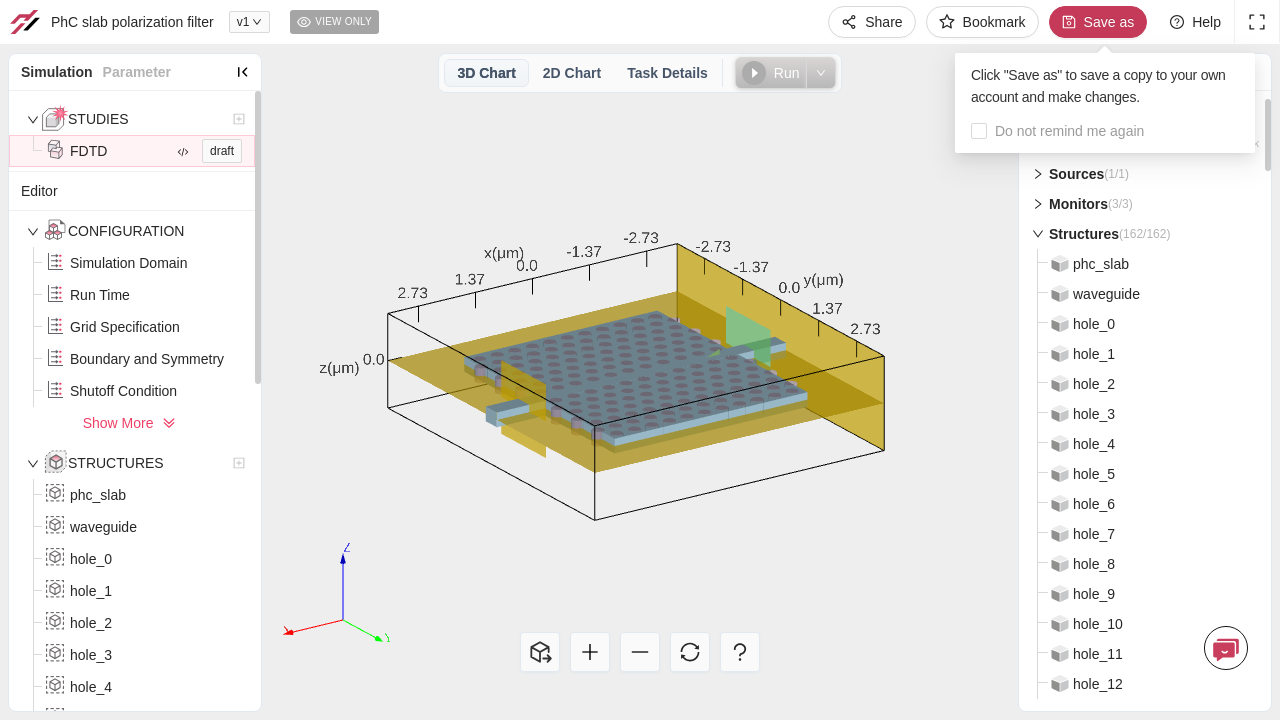 PhC slab polarization filter
v1
VIEW ONLY
Share
Bookmark
Save as
Help
Simulation
Parameter
STUDIES
FDTD
draft
Editor
CONFIGURATION
Simulation Domain
Run Time
Grid Specification
Boundary and Symmetry
Shutoff Condition
Show More
STRUCTURES
phc_slab
waveguide
hole_0
hole_1
hole_2
hole_3
hole_4
3D Chart
2D Chart
Task Details
Run
x(μm)
-2.73
-1.37
0.0
1.37
2.73
-2.73
-1.37
0.0
y(μm)
1.37
2.73
z(μm)
0.0
Z
X
Y
Click "Save as" to save a copy to your own
account and make changes.
Do not remind me again
Sources(1/1)
Monitors(3/3)
Structures(162/162)
phc_slab
waveguide
hole_0
hole_1
hole_2
hole_3
hole_4
hole_5
hole_6
hole_7
hole_8
hole_9
hole_10
hole_11
hole_12